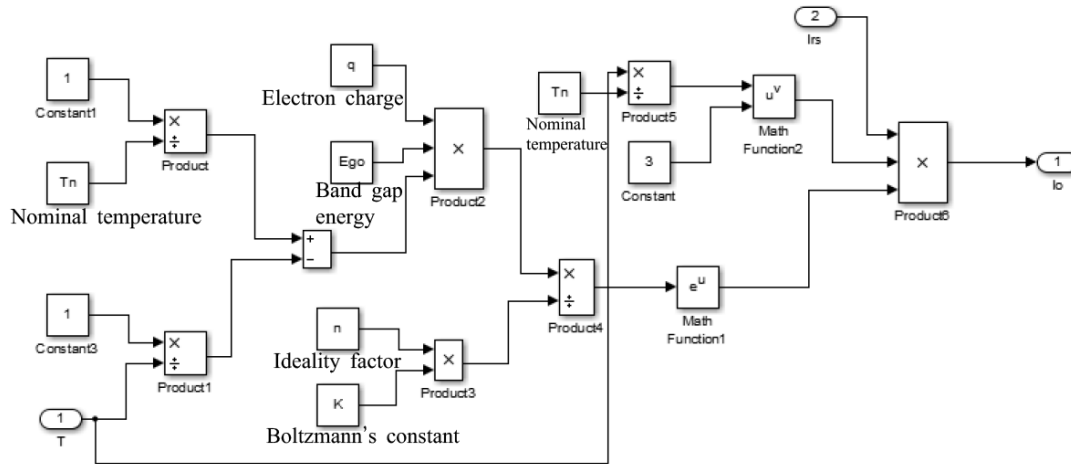 1
Constant1
Tn
Nominal temperature
×
÷
Product
1
Constant3
×
÷
Product1
1
T
+
−
q
Electron charge
Ego
Band gap
energy
×
Product2
n
Ideality factor
K
Boltzmann's constant
×
Product3
×
÷
Product4
Tn
Nominal
temperature
×
÷
Product5
3
Constant
u^v
Math
Function2
e^u
Math
Function1
2
Irs
×
Product6
1
Io